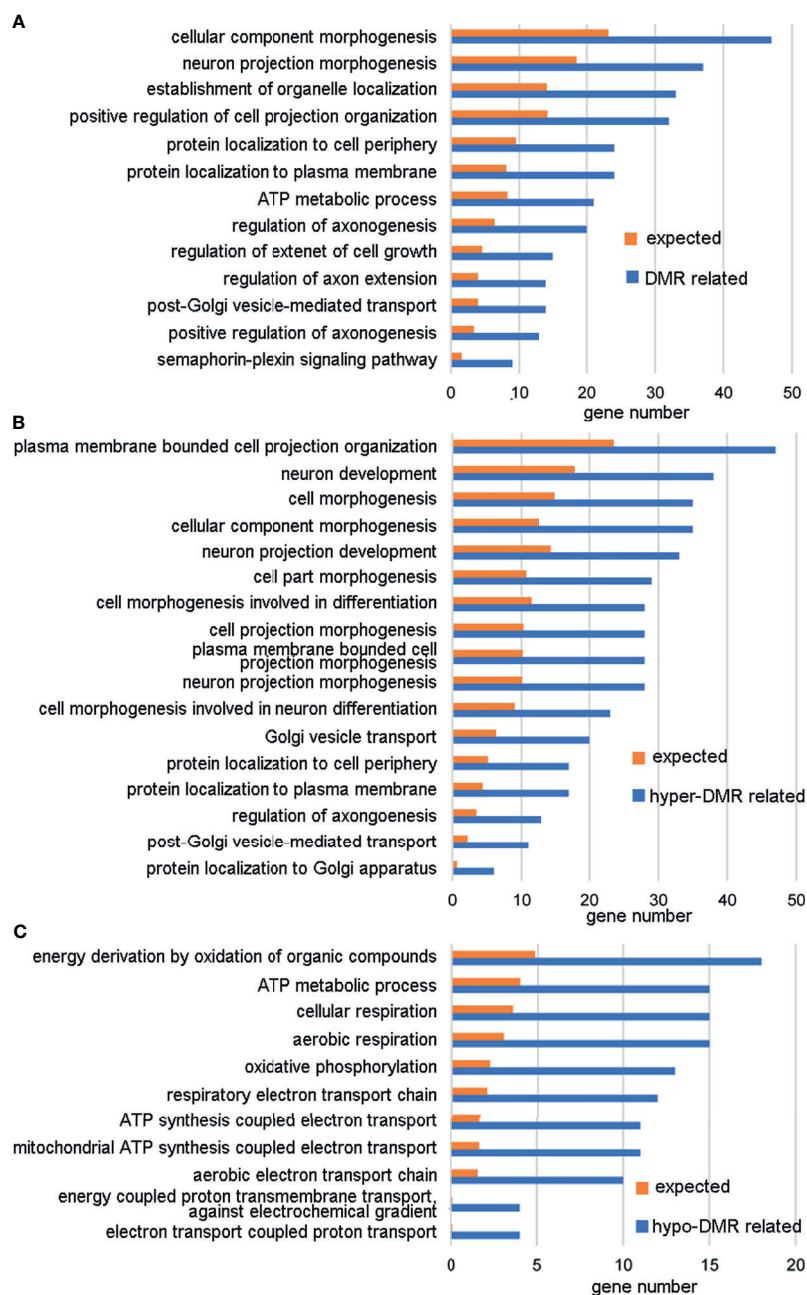 A
cellular component morphogenesis
neuron projection morphogenesis
establishment of organelle localization
positive regulation of cell projection organization
protein localization to cell periphery
protein localization to plasma membrane
ATP metabolic process
regulation of axonogenesis
regulation of extenet of cell growth
regulation of axon extension
post-Golgi vesicle-mediated transport
positive regulation of axonogenesis
semaphorin-plexin signaling pathway
expected
DMR related
0 10 20 30 40 50
gene number
B
plasma membrane bounded cell projection organization
neuron development
cell morphogenesis
cellular component morphogenesis
neuron projection development
cell part morphogenesis
cell morphogenesis involved in differentiation
cell projection morphogenesis
plasma membrane bounded cell
projection morphogenesis
neuron projection morphogenesis
cell morphogenesis involved in neuron differentiation
Golgi vesicle transport
protein localization to cell periphery
protein localization to plasma membrane
regulation of axongoenesis
post-Golgi vesicle-mediated transport
protein localization to Golgi apparatus
expected
hyper-DMR related
0 10 20 30 40 50
gene number
C
energy derivation by oxidation of organic compounds
ATP metabolic process
cellular respiration
aerobic respiration
oxidative phosphorylation
respiratory electron transport chain
ATP synthesis coupled electron transport
mitochondrial ATP synthesis coupled electron transport
aerobic electron transport chain
energy coupled proton transmembrane transport,
against electrochemical gradient
electron transport coupled proton transport
expected
hypo-DMR related
0 5 10 15 20
gene number